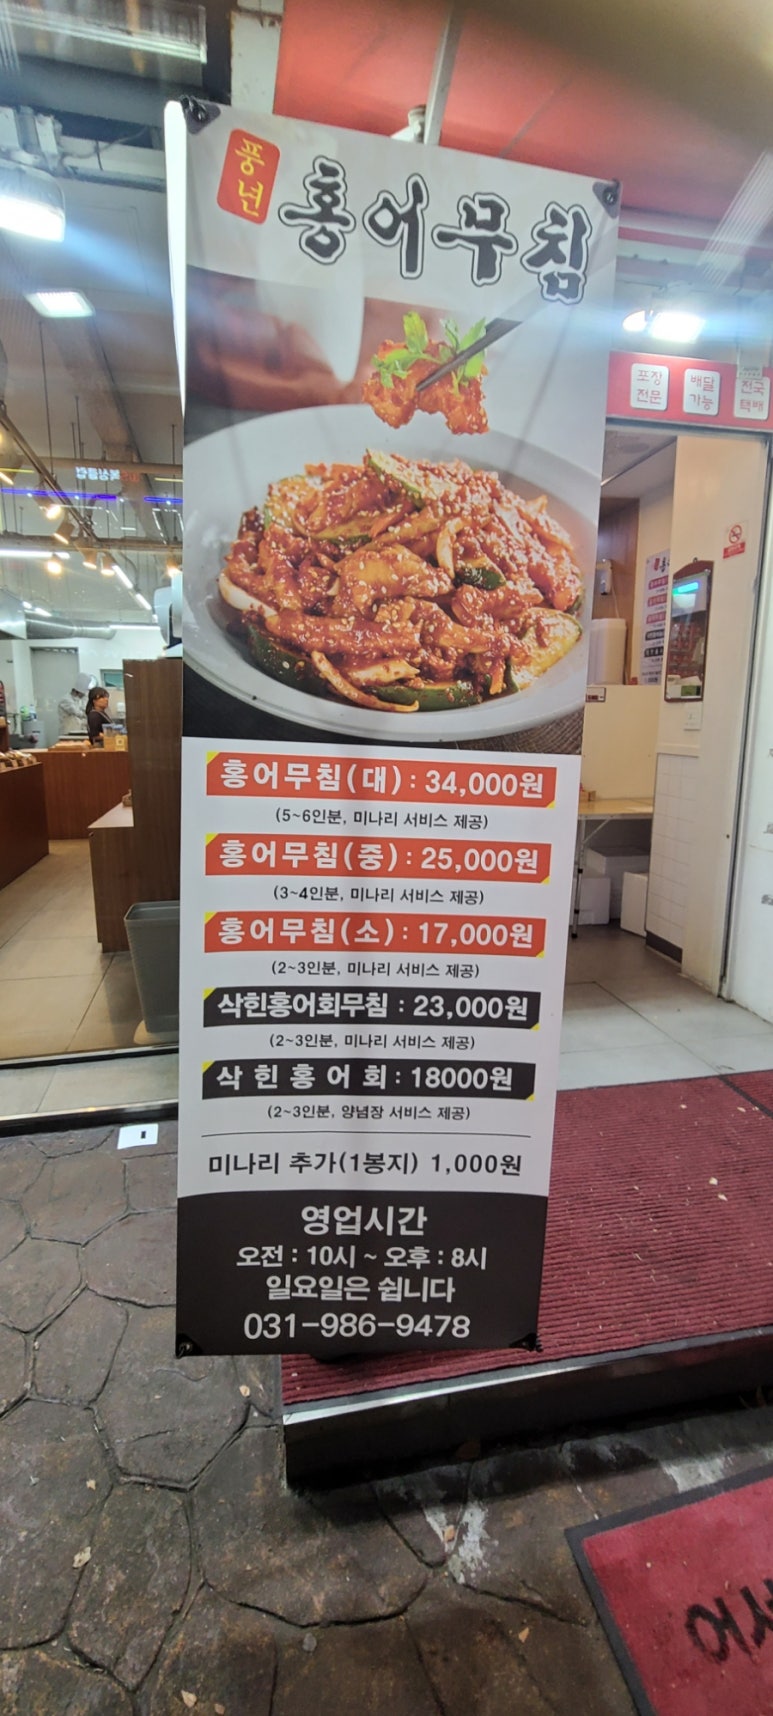 풍년
홍어무침
포장
전문
배달
가능
전국
택배
홍어무침(대) : 34,000원
(5~6인분, 미나리 서비스 제공)
홍어무침(중) : 25,000원
(3~4인분, 미나리 서비스 제공)
홍어무침(소) : 17,000원
(2~3인분, 미나리 서비스 제공)
삭힌홍어회무침 : 23,000원
(2~3인분, 미나리 서비스 제공)
삭힌홍어회 : 18000원
(2~3인분, 양념장 서비스 제공)
미나리 추가(1봉지) 1,000원
영업시간
오전 : 10시 ~ 오후 : 8시
일요일은 쉽니다
031-986-9478
어서